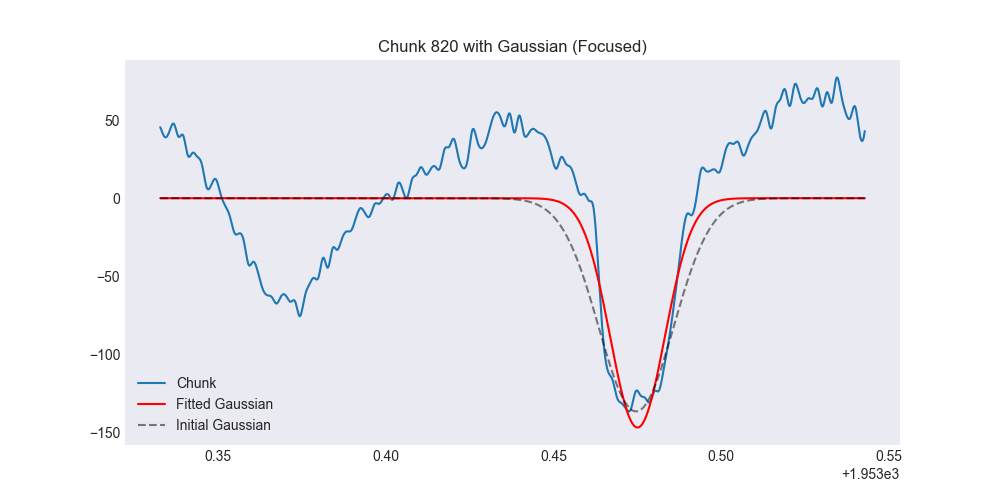 Chunk 820 with Gaussian (Focused)
50
0
−50
−100
−150
Chunk
Fitted Gaussian
Initial Gaussian
0.35 0.40 0.45 0.50 0.55
+1.953e3